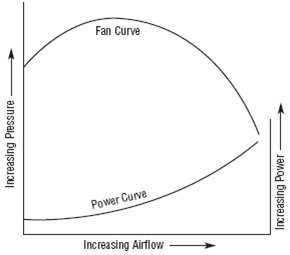 Fan Curve
Increasing Pressure
Increasing Power
Power Curve
Increasing Airflow